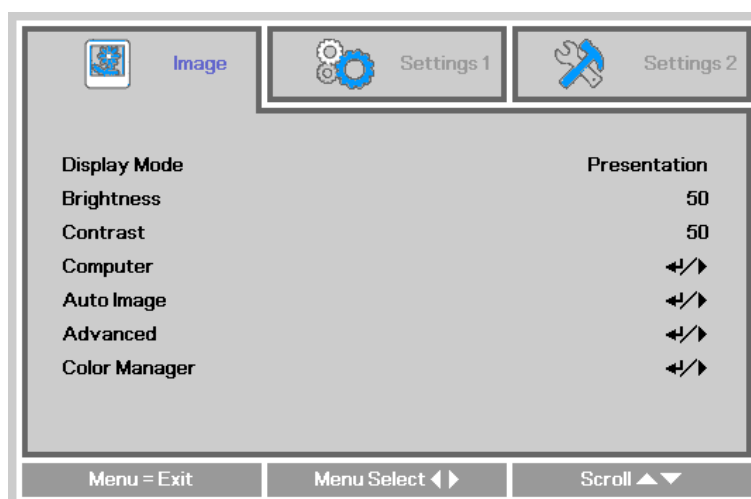 Image Settings 1 Settings 2
Display Mode Presentation
Brightness 50
Contrast 50
Computer ↵/▶
Auto Image ↵/▶
Advanced ↵/▶
Color Manager ↵/▶
Menu = Exit Menu Select ◀▶ Scroll ▲▼